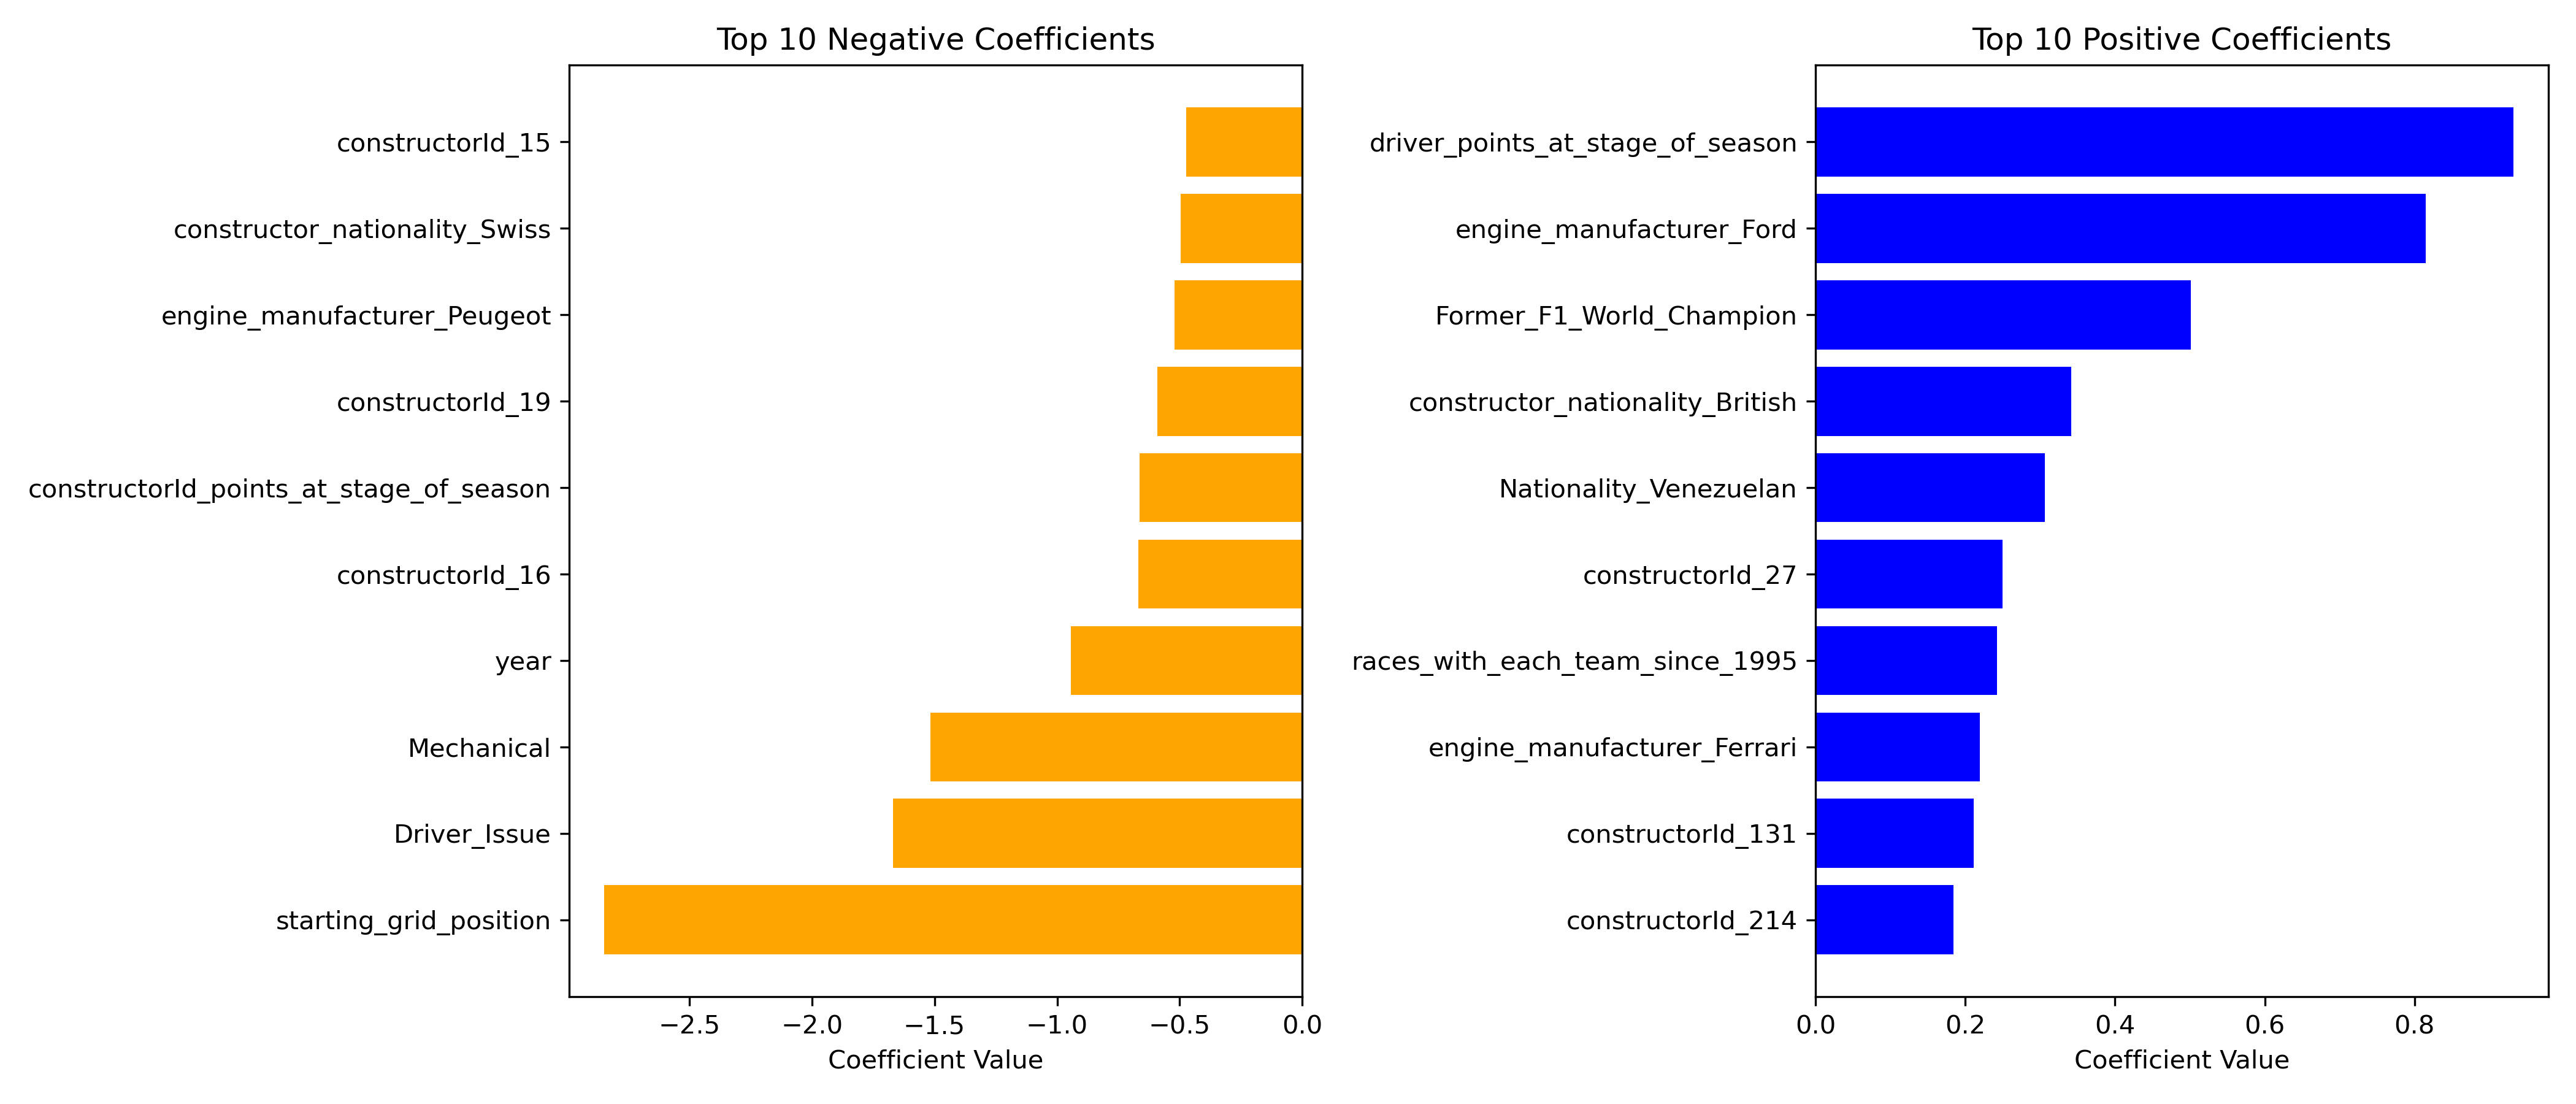 Top 10 Negative Coefficients
constructorId_15
constructor_nationality_Swiss
engine_manufacturer_Peugeot
constructorId_19
constructorId_points_at_stage_of_season
constructorId_16
year
Mechanical
Driver_Issue
starting_grid_position
−2.5 −2.0 −1.5 −1.0 −0.5 0.0
Coefficient Value
Top 10 Positive Coefficients
driver_points_at_stage_of_season
engine_manufacturer_Ford
Former_F1_World_Champion
constructor_nationality_British
Nationality_Venezuelan
constructorId_27
races_with_each_team_since_1995
engine_manufacturer_Ferrari
constructorId_131
constructorId_214
0.0 0.2 0.4 0.6 0.8
Coefficient Value